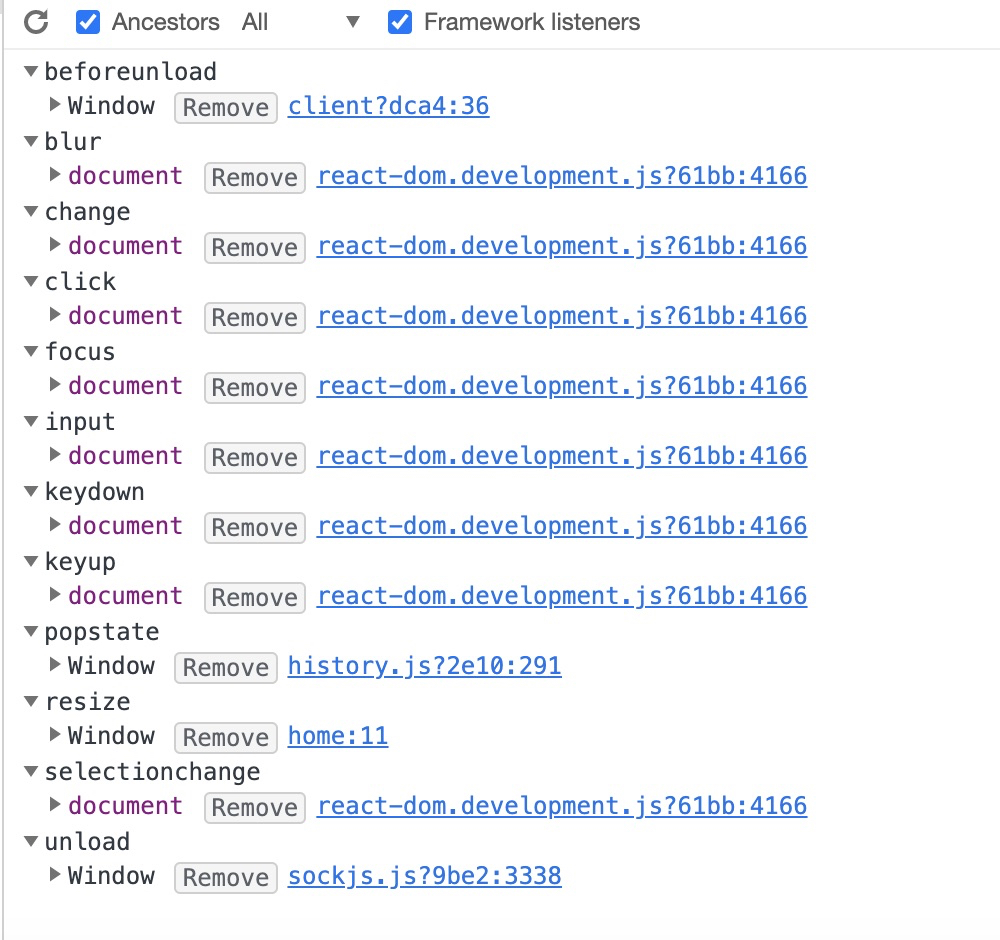 Ancestors All Framework listeners
beforeunload
Window Remove client?dca4:36
blur
document Remove react-dom.development.js?61bb:4166
change
document Remove react-dom.development.js?61bb:4166
click
document Remove react-dom.development.js?61bb:4166
focus
document Remove react-dom.development.js?61bb:4166
input
document Remove react-dom.development.js?61bb:4166
keydown
document Remove react-dom.development.js?61bb:4166
keyup
document Remove react-dom.development.js?61bb:4166
popstate
Window Remove history.js?2e10:291
resize
Window Remove home:11
selectionchange
document Remove react-dom.development.js?61bb:4166
unload
Window Remove sockjs.js?9be2:3338